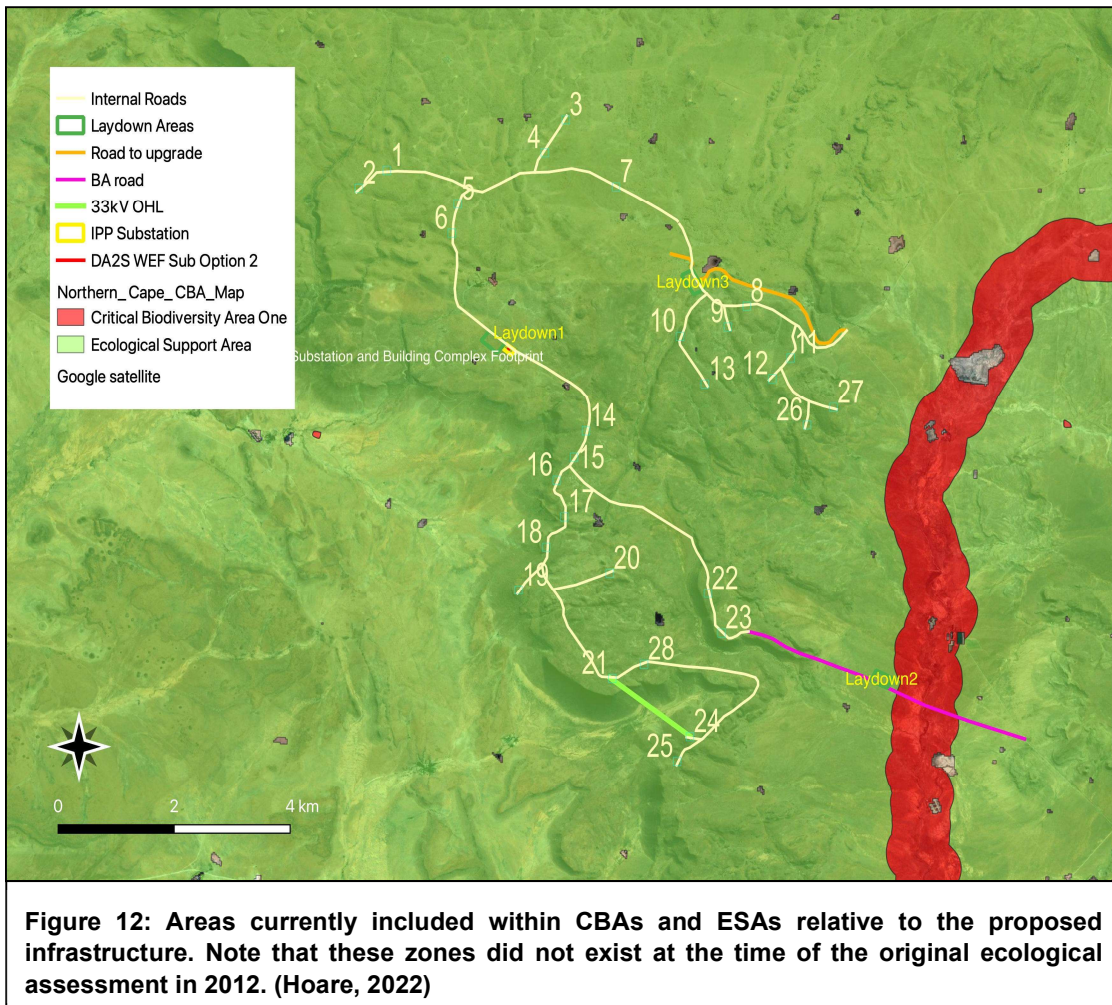 Internal Roads
Laydown Areas
Road to upgrade
BA road
33kV OHL
IPP Substation
DA2S WEF Sub Option 2
Northern_Cape_CBA_Map
Critical Biodiversity Area One
Ecological Support Area
Google satellite
3
4
1
2
5
7
6
Laydown3
8
9
10
11
Laydown1
Substation and Building Complex Footprint
12
13
27
26
14
15
16
17
18
20
19
22
23
28
21
Laydown2
24
25
0 2 4 km
Figure 12: Areas currently included within CBAs and ESAs relative to the proposed
infrastructure. Note that these zones did not exist at the time of the original ecological
assessment in 2012. (Hoare, 2022)